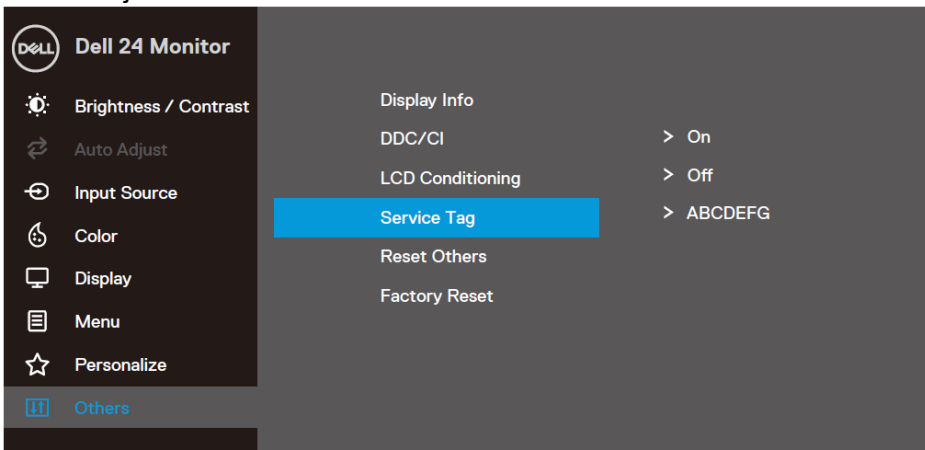 DELL Dell 24 Monitor
Brightness / Contrast
Auto Adjust
Input Source
Color
Display
Menu
Personalize
Others
Display Info
DDC/CI > On
LCD Conditioning > Off
Service Tag > ABCDEFG
Reset Others
Factory Reset